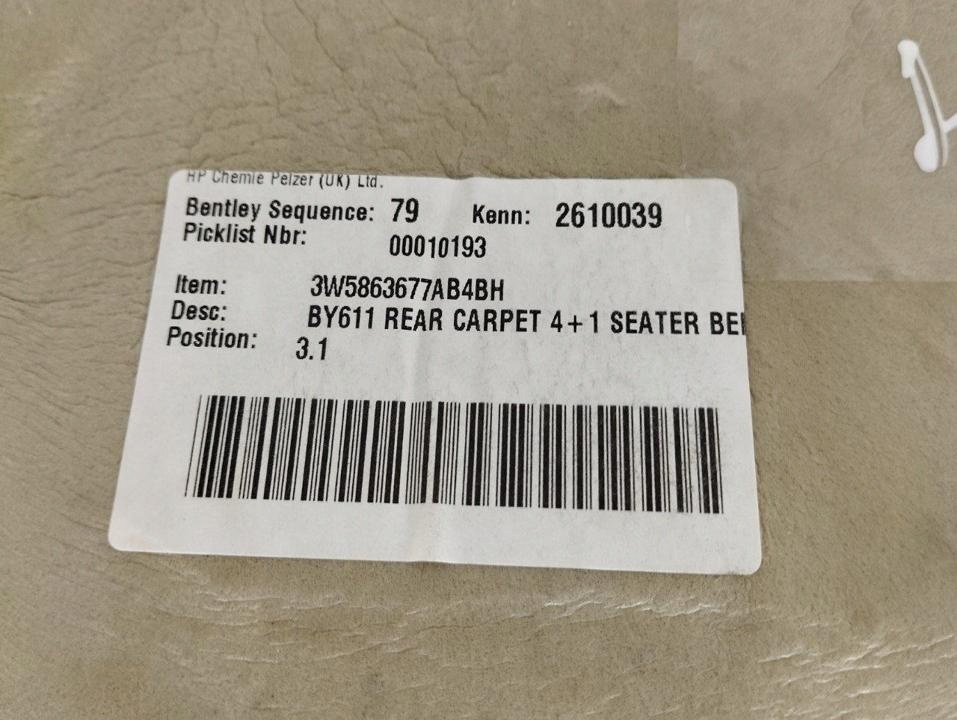 HP Chemie Pelzer (UK) Ltd.
Bentley Sequence: 79 Kenn: 2610039
Picklist Nbr: 00010193
Item: 3W5863677AB4BH
Desc: BY611 REAR CARPET 4+1 SEATER
Position: 3.1